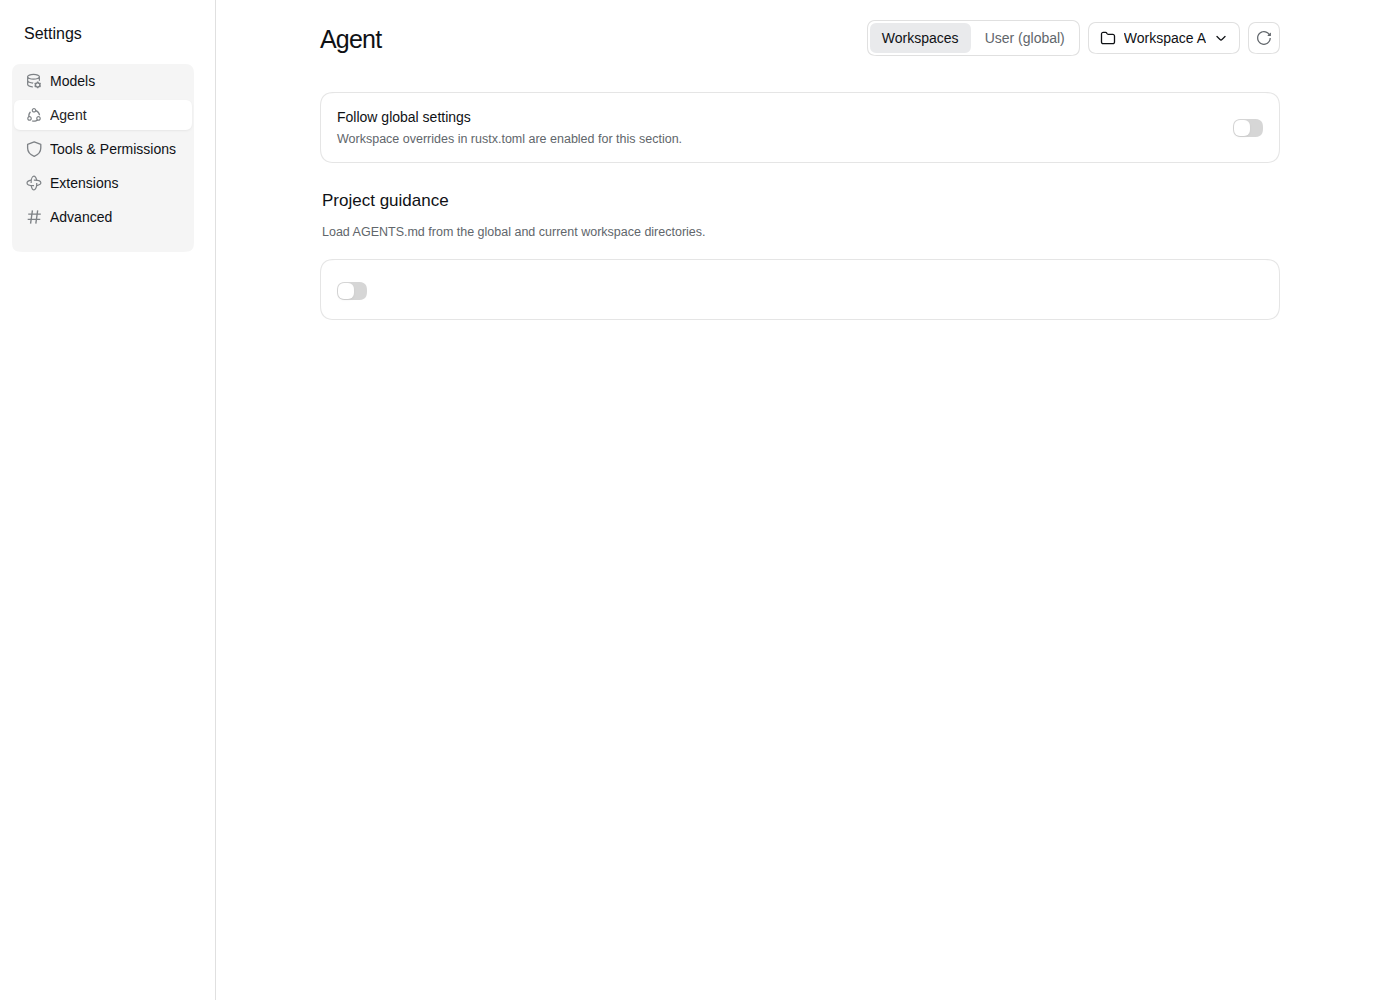 Settings
Models
Agent
Tools & Permissions
Extensions
Advanced
Agent
Workspaces
User (global)
Workspace A
Follow global settings
Workspace overrides in rustx.toml are enabled for this section.
Project guidance
Load AGENTS.md from the global and current workspace directories.